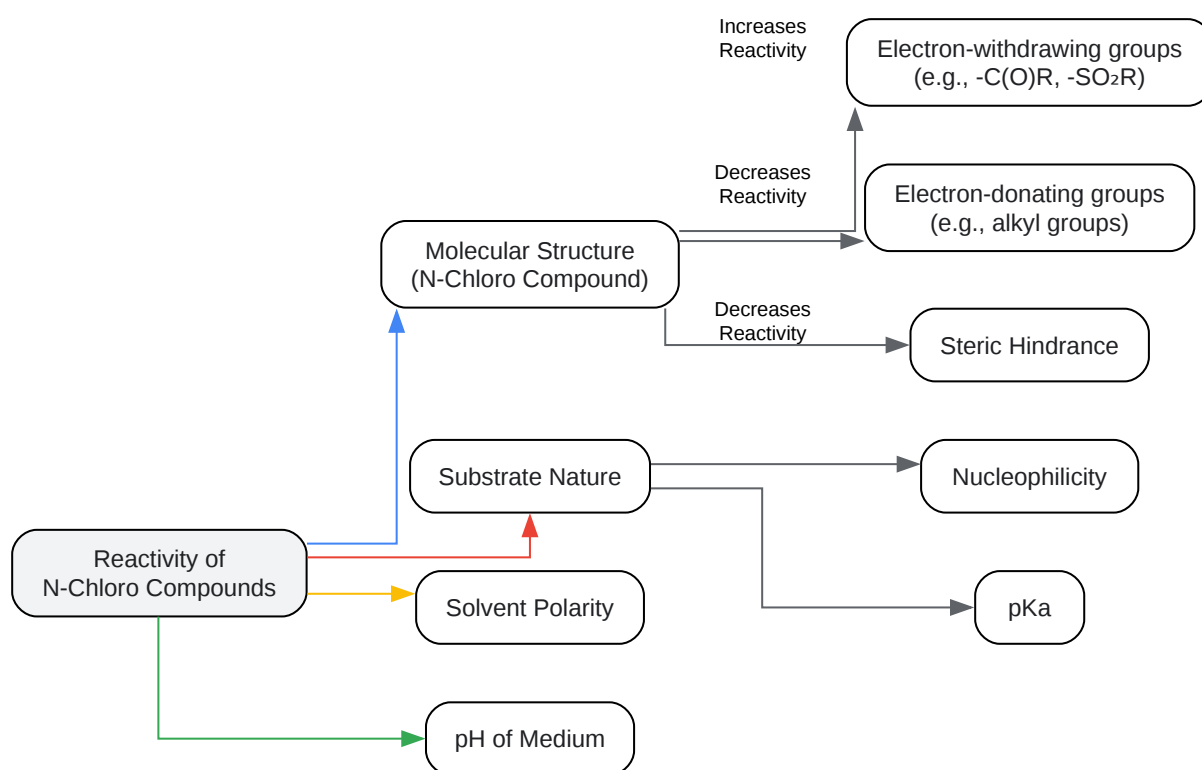 Increases
Reactivity
Electron-withdrawing groups
(e.g., -C(O)R, -SO₂R)
Decreases
Reactivity
Electron-donating groups
(e.g., alkyl groups)
Molecular Structure
(N-Chloro Compound)
Decreases
Reactivity
Steric Hindrance
Substrate Nature
Nucleophilicity
Reactivity of
N-Chloro Compounds
Solvent Polarity
pKa
pH of Medium